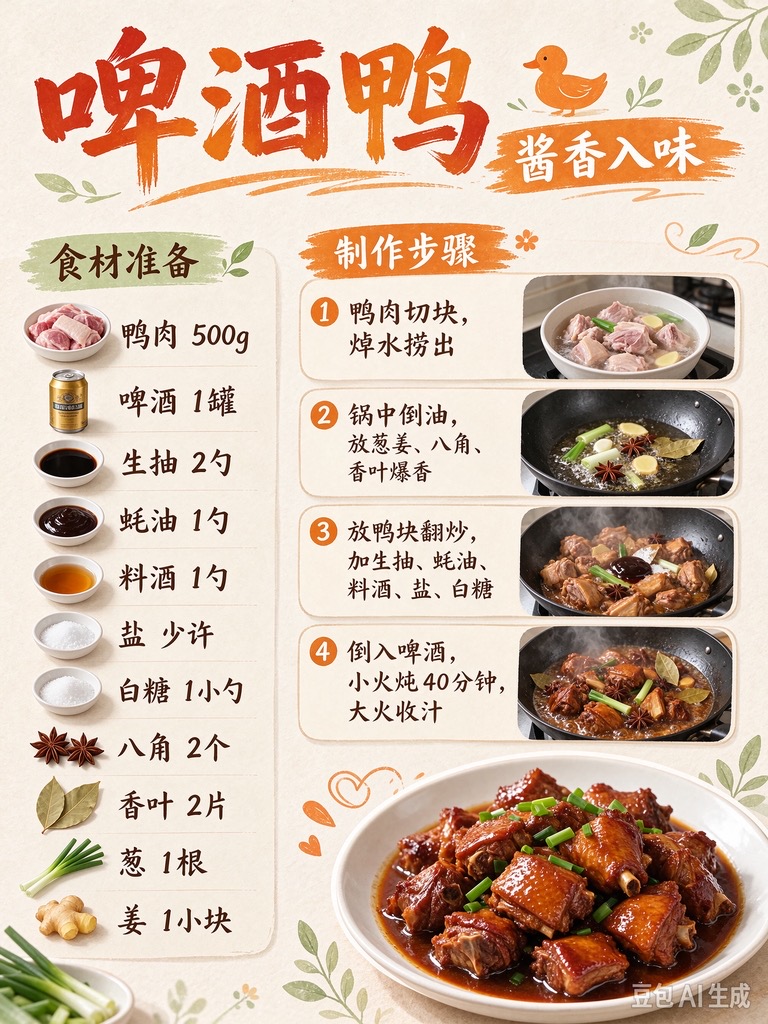 啤酒鸭
酱香入味
食材准备
鸭肉 500g
啤酒 1罐
生抽 2勺
蚝油 1勺
料酒 1勺
盐 少许
白糖 1小勺
八角 2个
香叶 2片
葱 1根
姜 1小块
制作步骤
1 鸭肉切块，
焯水捞出
2 锅中倒油，
放葱姜、八角、
香叶爆香
3 放鸭块翻炒，
加生抽、蚝油、
料酒、盐、白糖
4 倒入啤酒，
小火炖40分钟，
大火收汁
豆包AI生成